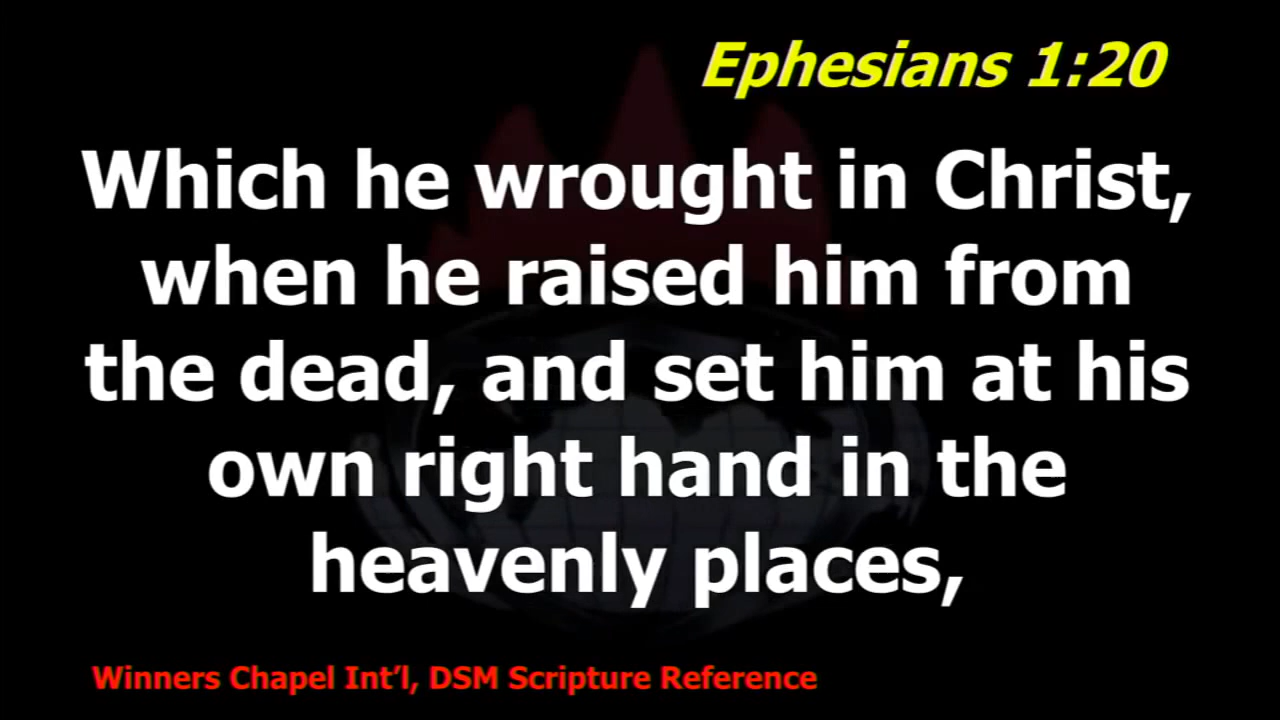 Ephesians 1:20
Which he wrought in Christ,
when he raised him from
the dead, and set him at his
own right hand in the
heavenly places,
Winners Chapel Int’l, DSM Scripture Reference